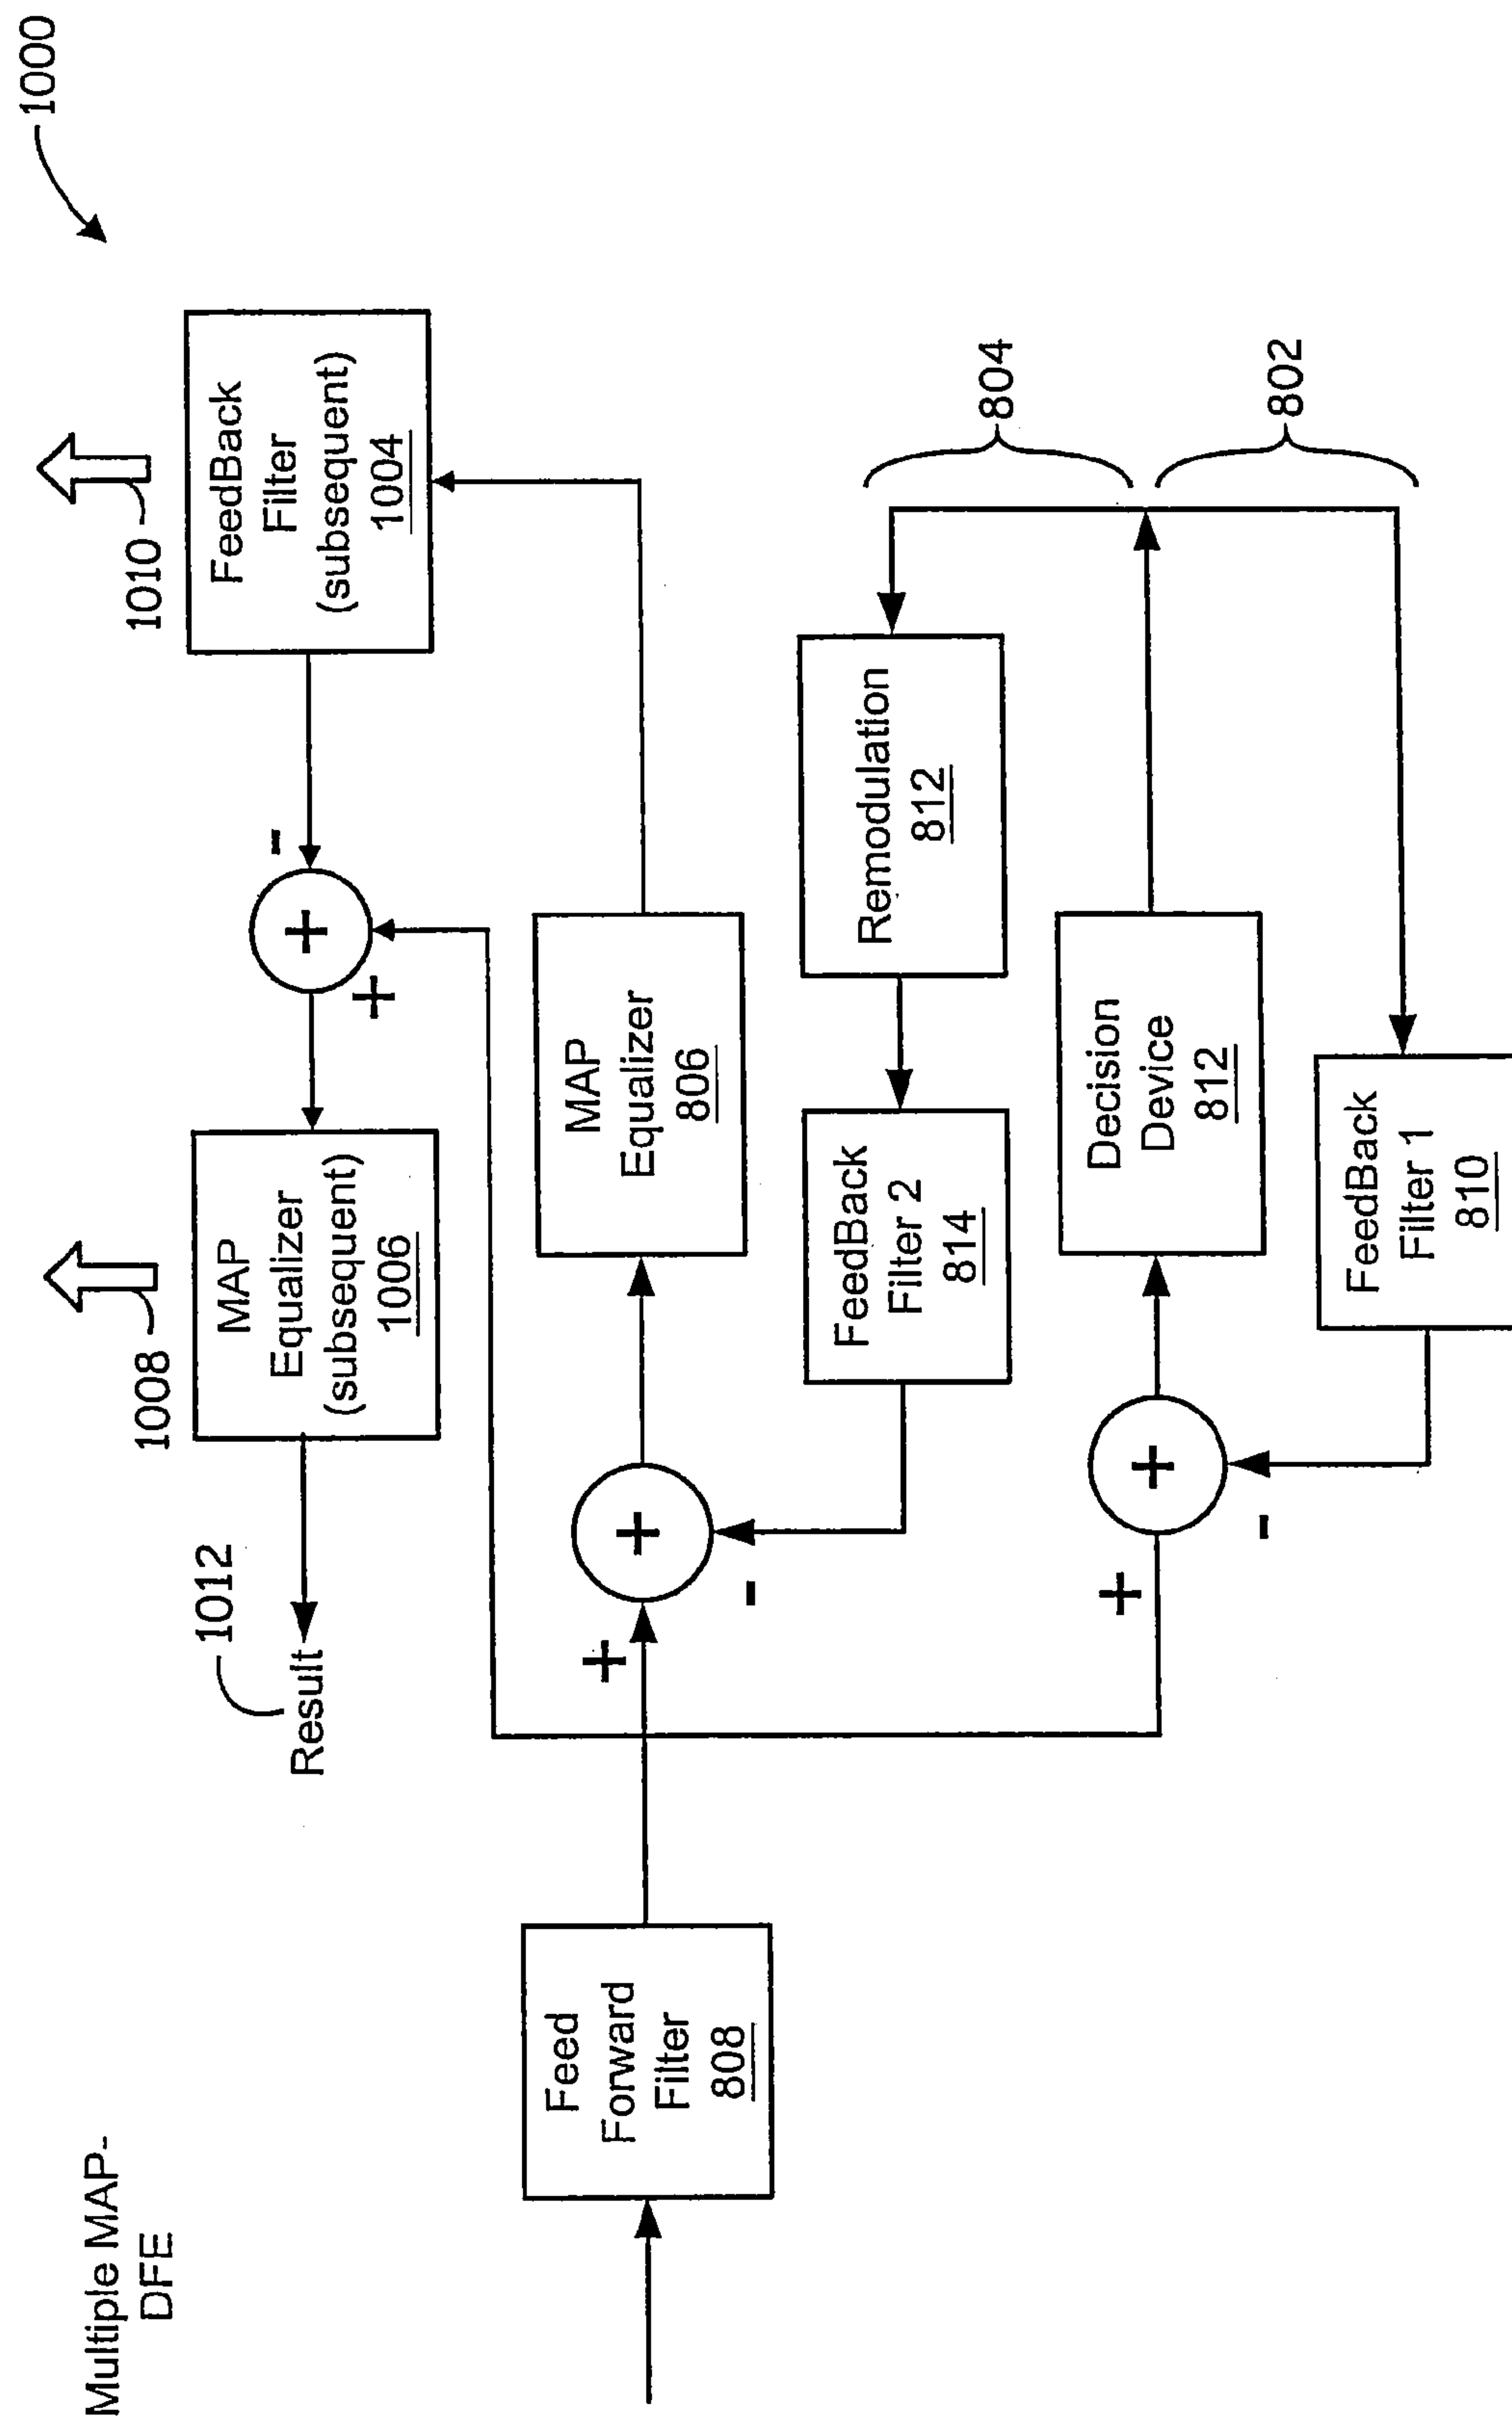 Multiple MAP-
DFE
1000
1008
1010
1012
Result
MAP
Equalizer
(subsequent)
1006
+
-
+
FeedBack
Filter
(subsequent)
1004
Feed
Forward
Filter
808
+
+
-
MAP
Equalizer
806
FeedBack
Filter 2
814
Remodulation
812
804
+
+
-
Decision
Device
812
802
FeedBack
Filter 1
810